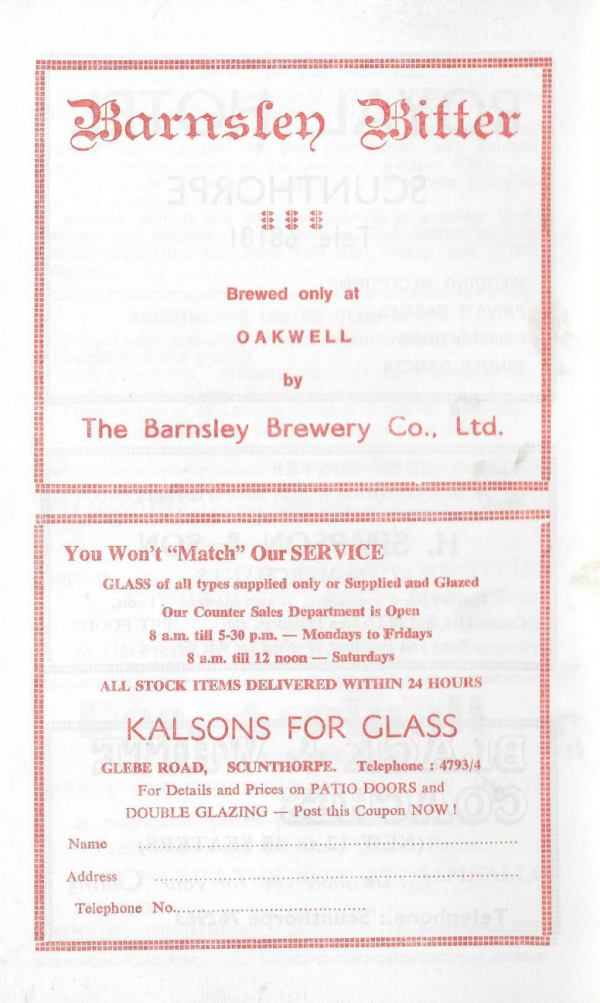 Barnsley Bitter
Brewed only at
OAKWELL
by
The Barnsley Brewery Co., Ltd.
You Won't "Match" Our SERVICE
GLASS of all types supplied only or Supplied and Glazed
Our Counter Sales Department is Open
8 a.m. till 5-30 p.m. — Mondays to Fridays
8 a.m. till 12 noon — Saturdays
ALL STOCK ITEMS DELIVERED WITHIN 24 HOURS
KALSONS FOR GLASS
GLEBE ROAD, SCUNTHORPE. Telephone : 4793/4
For Details and Prices on PATIO DOORS and
DOUBLE GLAZING — Post this Coupon NOW !
Name
Address
Telephone No.